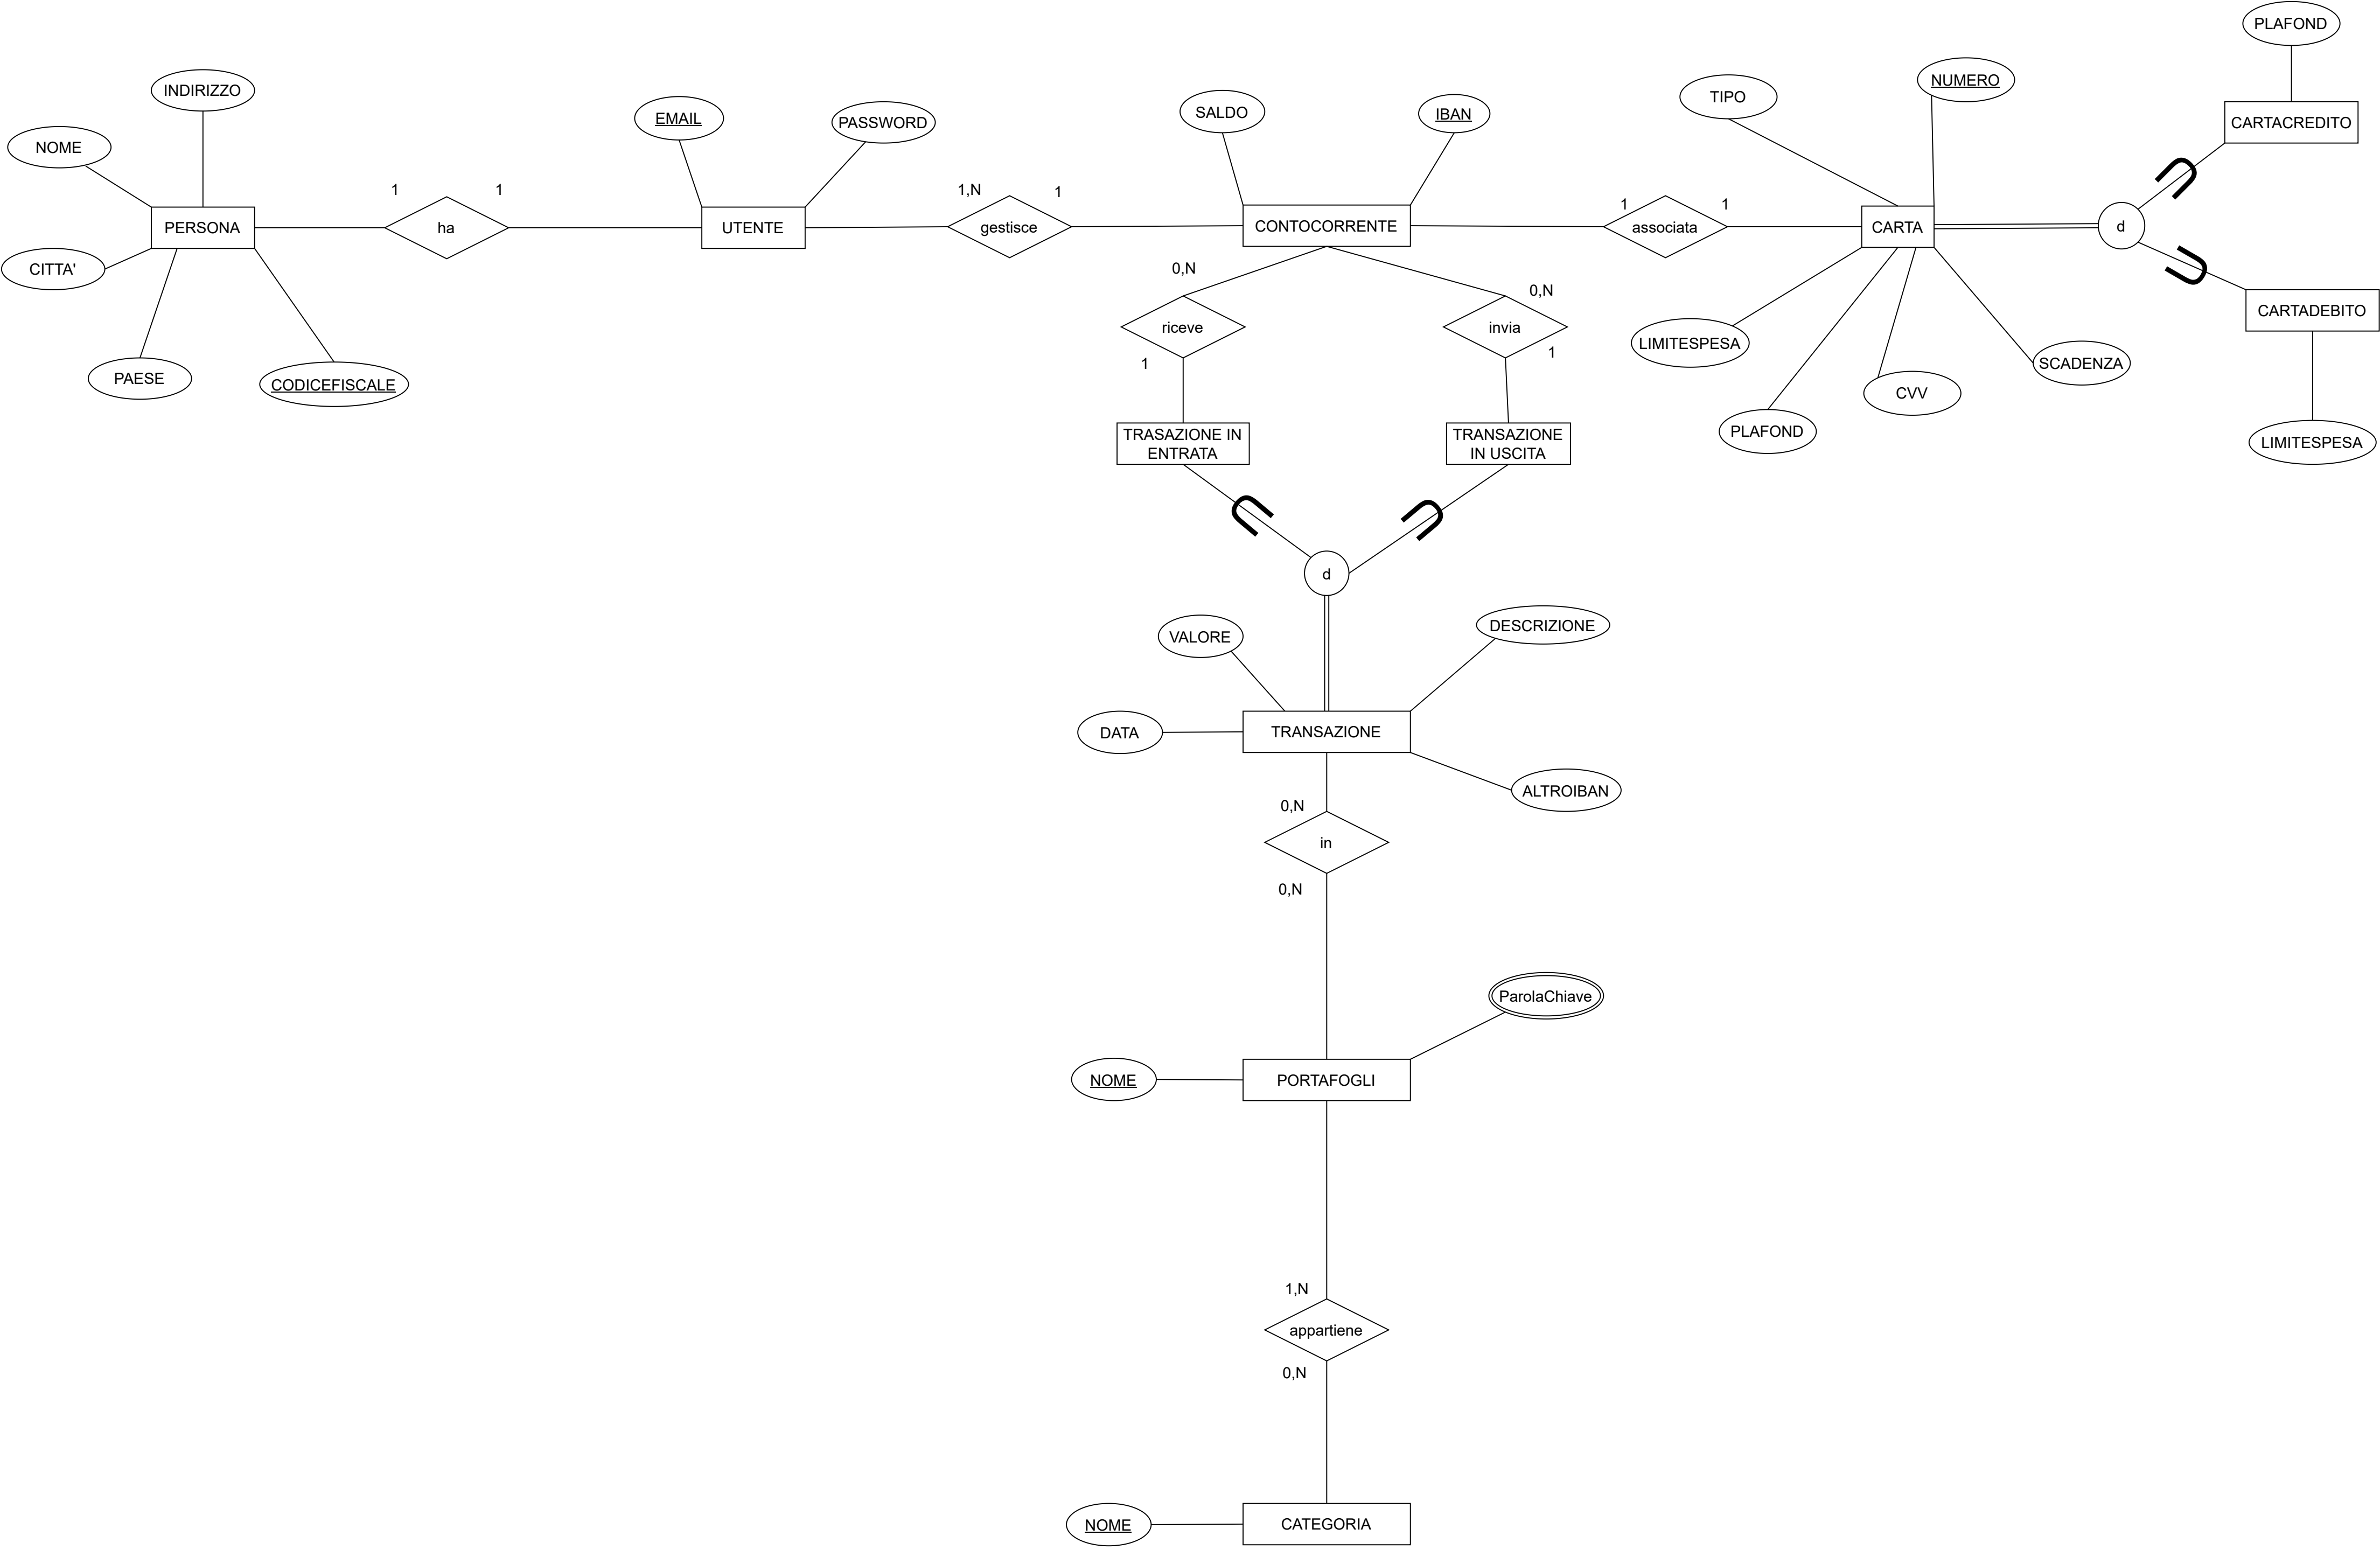 PLAFOND
NUMERO
INDIRIZZO
TIPO
SALDO
IBAN
EMAIL
PASSWORD
CARTACREDITO
NOME
1
1
1,N
1
1
1
PERSONA
ha
UTENTE
gestisce
CONTOCORRENTE
associata
CARTA
d
CITTA'
0,N
0,N
CARTADEBITO
riceve
invia
LIMITESPESA
1
1
SCADENZA
PAESE
CODICEFISCALE
CVV
PLAFOND
TRASAZIONE IN
ENTRATA
TRANSAZIONE
IN USCITA
LIMITESPESA
d
VALORE
DESCRIZIONE
DATA
TRANSAZIONE
ALTROIBAN
0,N
in
0,N
ParolaChiave
NOME
PORTAFOGLI
1,N
appartiene
0,N
NOME
CATEGORIA